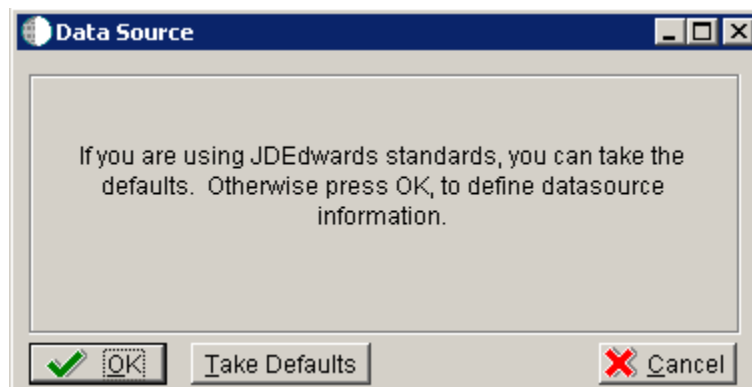 Data Source
If you are using JDEdwards standards, you can take the
defaults.  Otherwise press OK, to define datasource
information.
OK
Take Defaults
Cancel